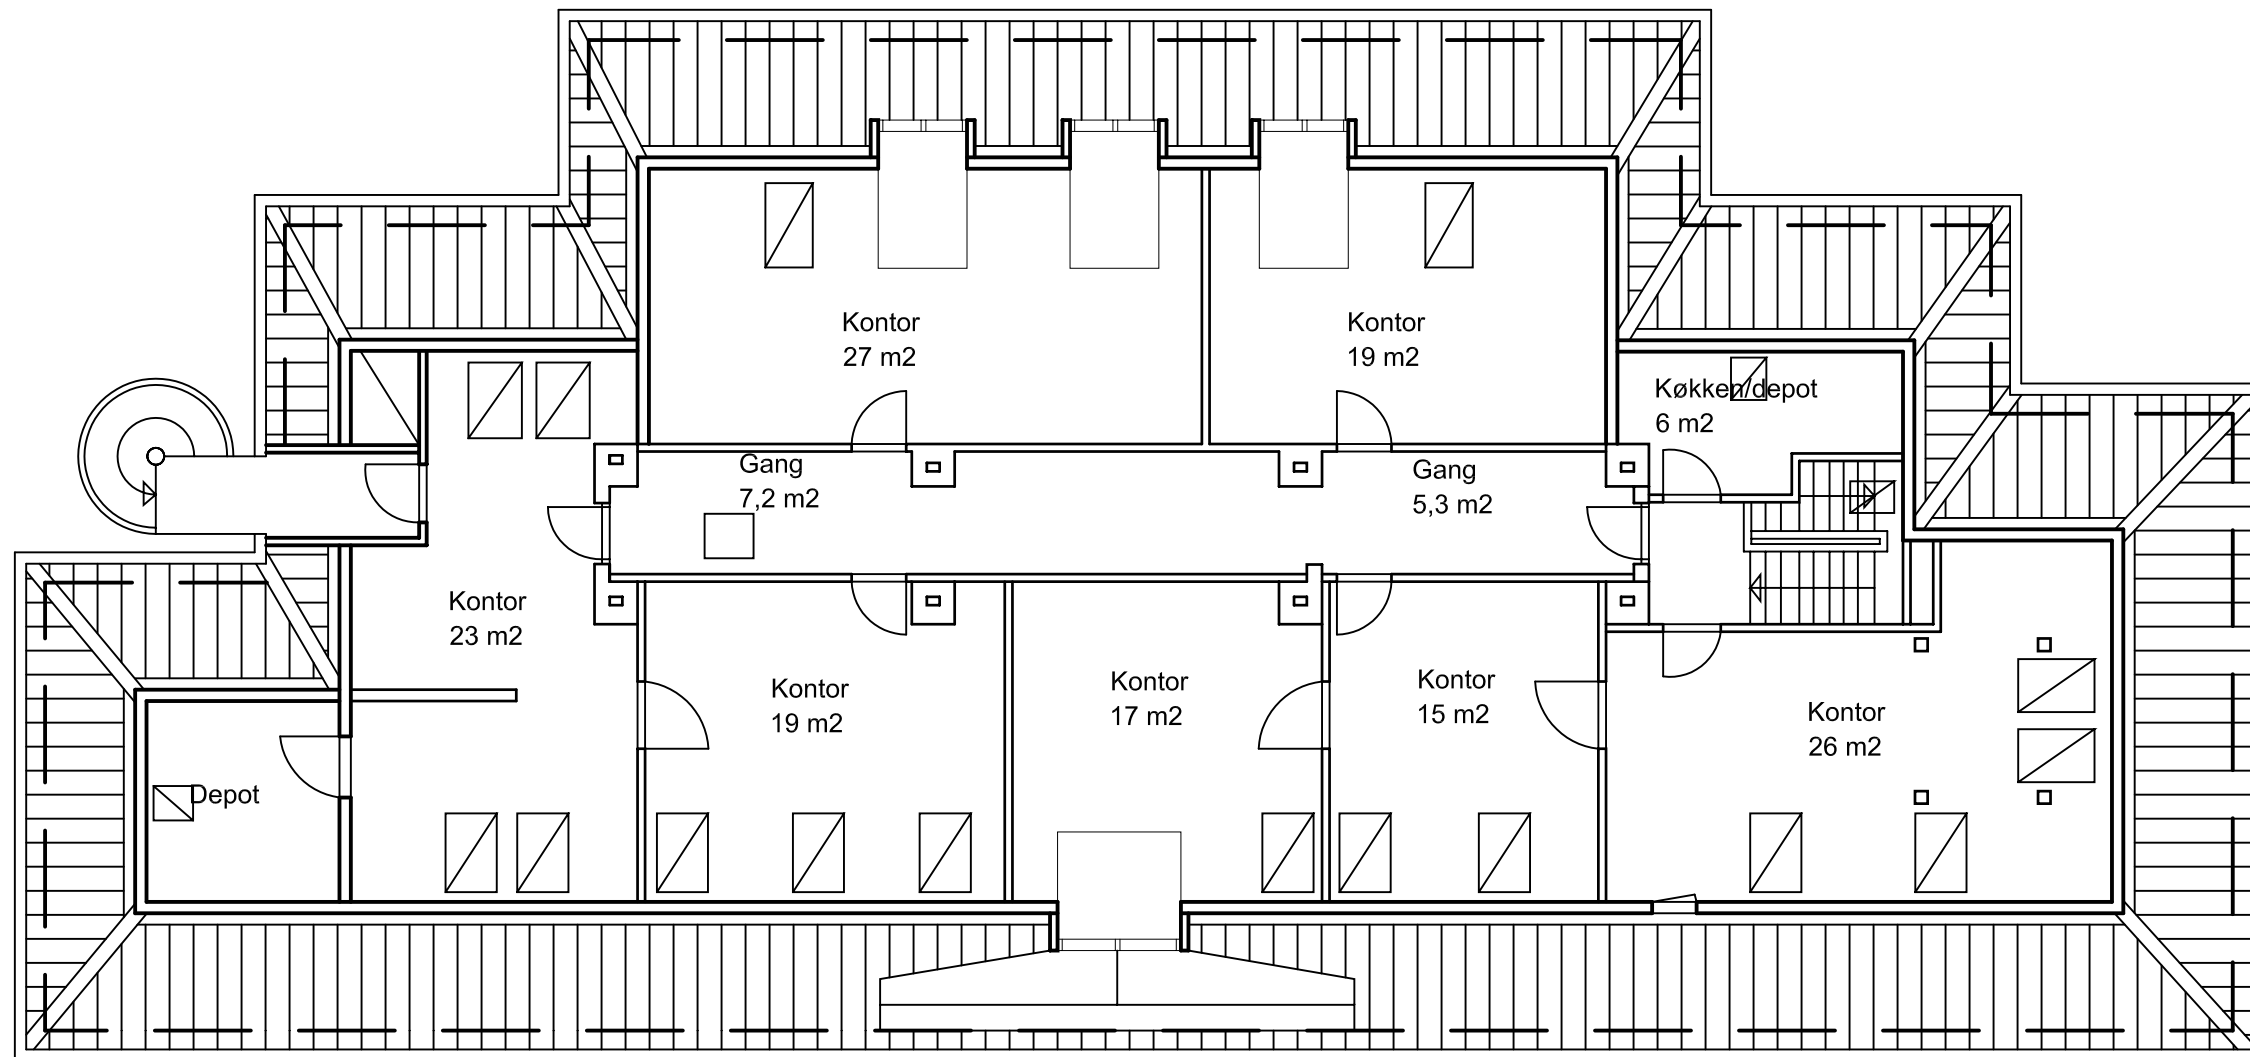 Kontor
27 m2
Kontor
19 m2
Køkken/depot
6 m2
Gang
7,2 m2
Gang
5,3 m2
Kontor
23 m2
Kontor
19 m2
Kontor
17 m2
Kontor
15 m2
Kontor
26 m2
Depot